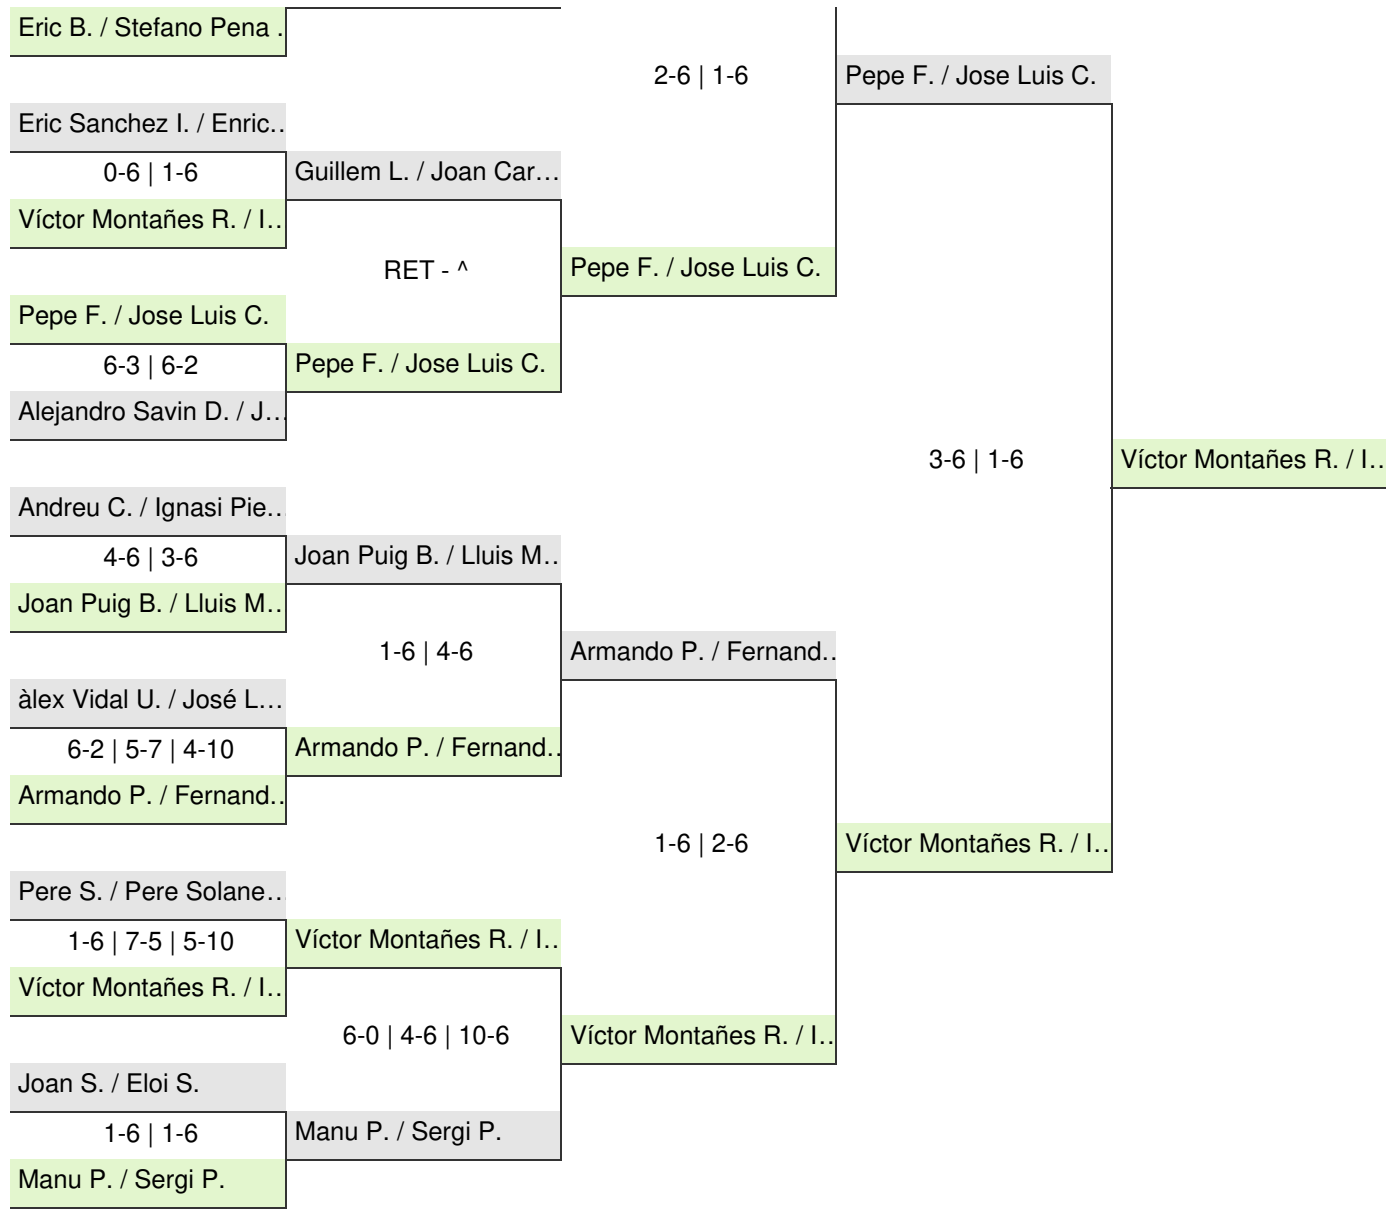 Eric B. / Stefano Pena .
2-6 | 1-6
Pepe F. / Jose Luis C.
Eric Sanchez I. / Enric…
0-6 | 1-6
Guillem L. / Joan Car…
Víctor Montañes R. / I…
RET - ^
Pepe F. / Jose Luis C.
Pepe F. / Jose Luis C.
6-3 | 6-2
Pepe F. / Jose Luis C.
Alejandro Savin D. / J…
3-6 | 1-6
Víctor Montañes R. / I…
Andreu C. / Ignasi Pie…
4-6 | 3-6
Joan Puig B. / Lluis M…
Joan Puig B. / Lluis M…
1-6 | 4-6
Armando P. / Fernand…
àlex Vidal U. / José L…
6-2 | 5-7 | 4-10
Armando P. / Fernand…
Armando P. / Fernand…
1-6 | 2-6
Víctor Montañes R. / I…
Pere S. / Pere Solane…
1-6 | 7-5 | 5-10
Víctor Montañes R. / I…
Víctor Montañes R. / I…
6-0 | 4-6 | 10-6
Víctor Montañes R. / I…
Joan S. / Eloi S.
1-6 | 1-6
Manu P. / Sergi P.
Manu P. / Sergi P.